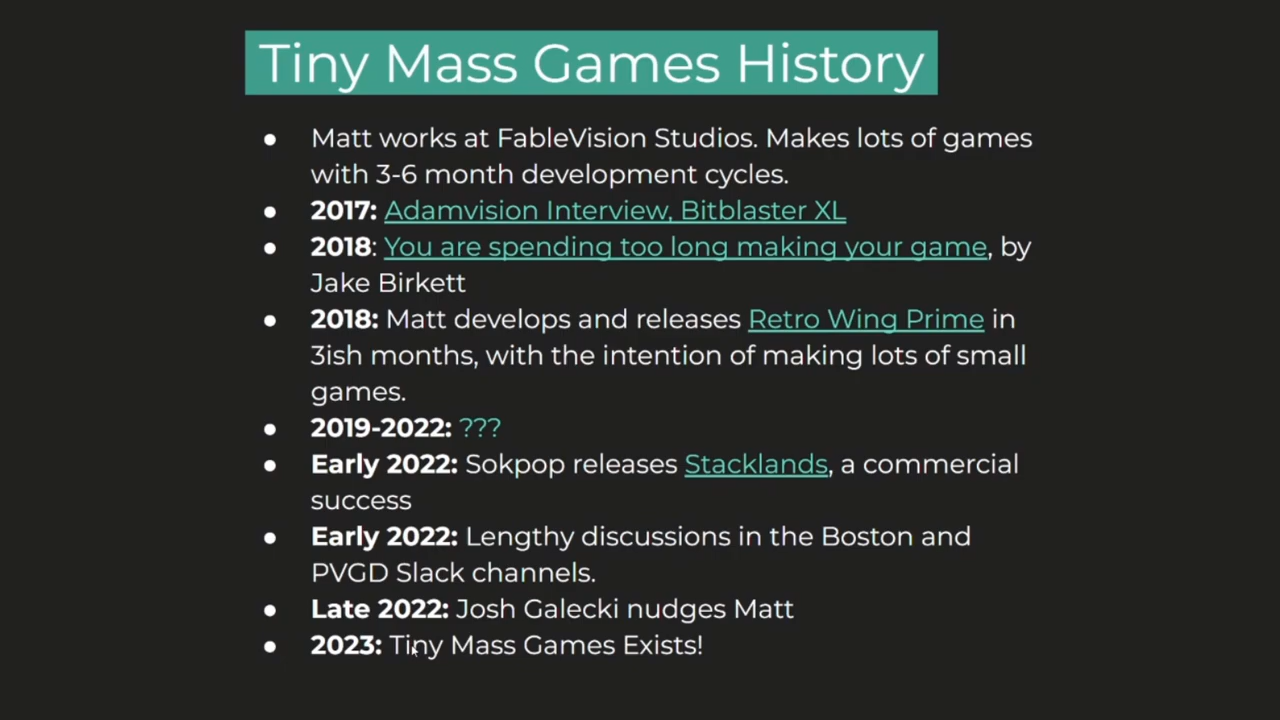 Tiny Mass Games History
● Matt works at FableVision Studios. Makes lots of games
with 3-6 month development cycles.
● 2017: Adamvision Interview, Bitblaster XL
● 2018: You are spending too long making your game, by
Jake Birkett
● 2018: Matt develops and releases Retro Wing Prime in
3ish months, with the intention of making lots of small
games.
● 2019-2022: ???
● Early 2022: Sokpop releases Stacklands, a commercial
success
● Early 2022: Lengthy discussions in the Boston and
PVGD Slack channels.
● Late 2022: Josh Galecki nudges Matt
● 2023: Tiny Mass Games Exists!